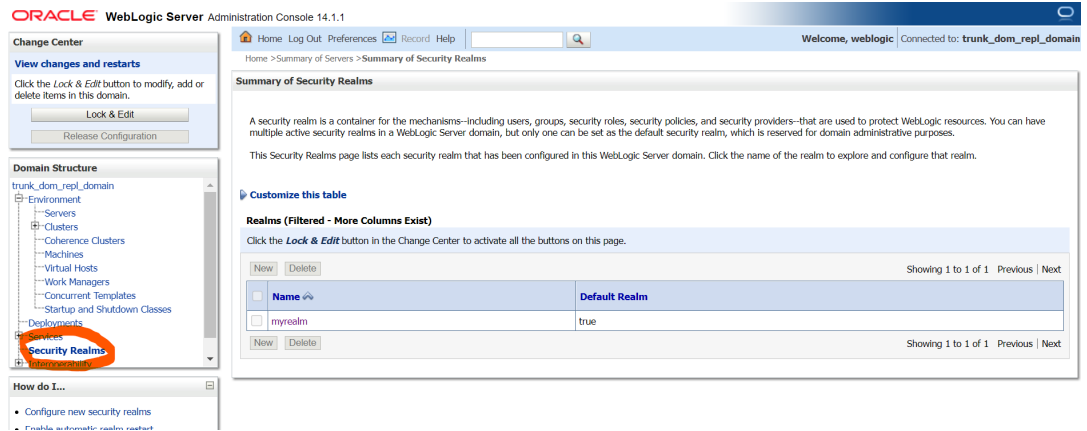 ORACLE WebLogic Server Administration Console 14.1.1
Change Center
View changes and restarts
Click the Lock & Edit button to modify, add or
delete items in this domain.
Lock & Edit
Release Configuration
Domain Structure
trunk_dom_repl_domain
Environment
Servers
Clusters
Coherence Clusters
Machines
Virtual Hosts
Work Managers
Concurrent Templates
Startup and Shutdown Classes
Deployments
Services
Security Realms
Interoperability
How do I...
Configure new security realms
Enable automatic realm restart
Home Log Out Preferences Record Help
Welcome, weblogic Connected to: trunk_dom_repl_domain
Home >Summary of Servers >Summary of Security Realms
Summary of Security Realms
A security realm is a container for the mechanisms--including users, groups, security roles, security policies, and security providers--that are used to protect WebLogic resources. You can have
multiple active security realms in a WebLogic Server domain, but only one can be set as the default security realm, which is reserved for domain administrative purposes.
This Security Realms page lists each security realm that has been configured in this WebLogic Server domain. Click the name of the realm to explore and configure that realm.
Customize this table
Realms (Filtered - More Columns Exist)
Click the Lock & Edit button in the Change Center to activate all the buttons on this page.
New Delete Showing 1 to 1 of 1 Previous | Next
Name Default Realm
myrealm true
New Delete Showing 1 to 1 of 1 Previous | Next